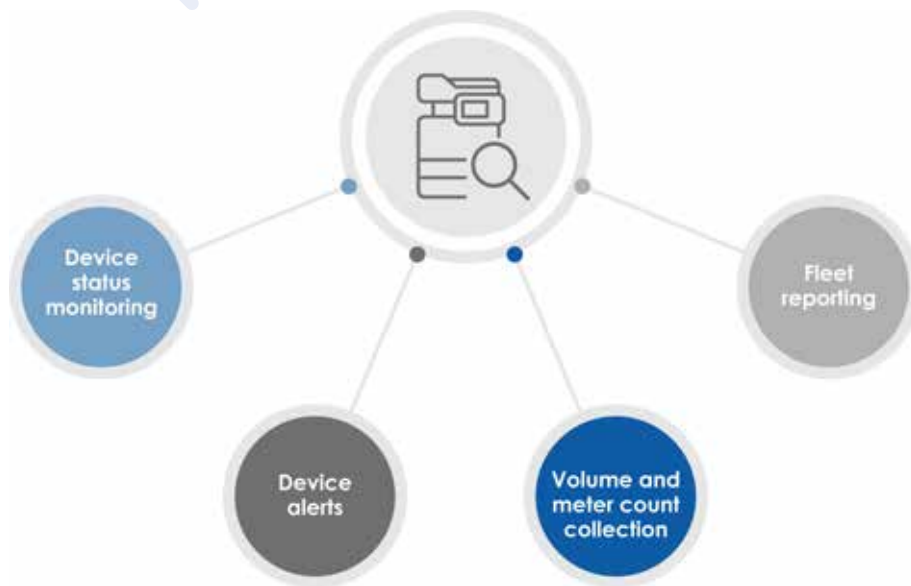 Device
status
monitoring
Fleet
reporting
Device
alerts
Volume and
meter count
collection